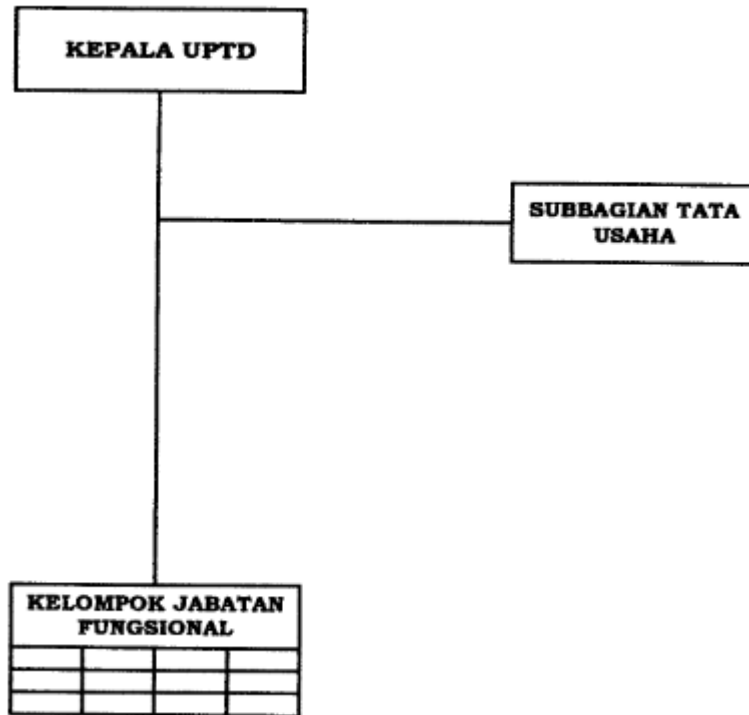 KEPALA UPTD
SUBBAGIAN TATA
USAHA
KELOMPOK JABATAN
FUNGSIONAL